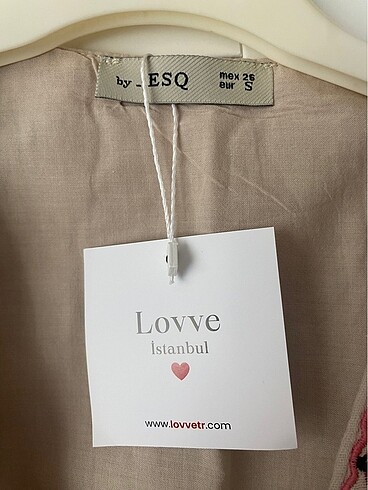 by ESQ
mex 26
eur S
Lovve
İstanbul
www.lovvetr.com